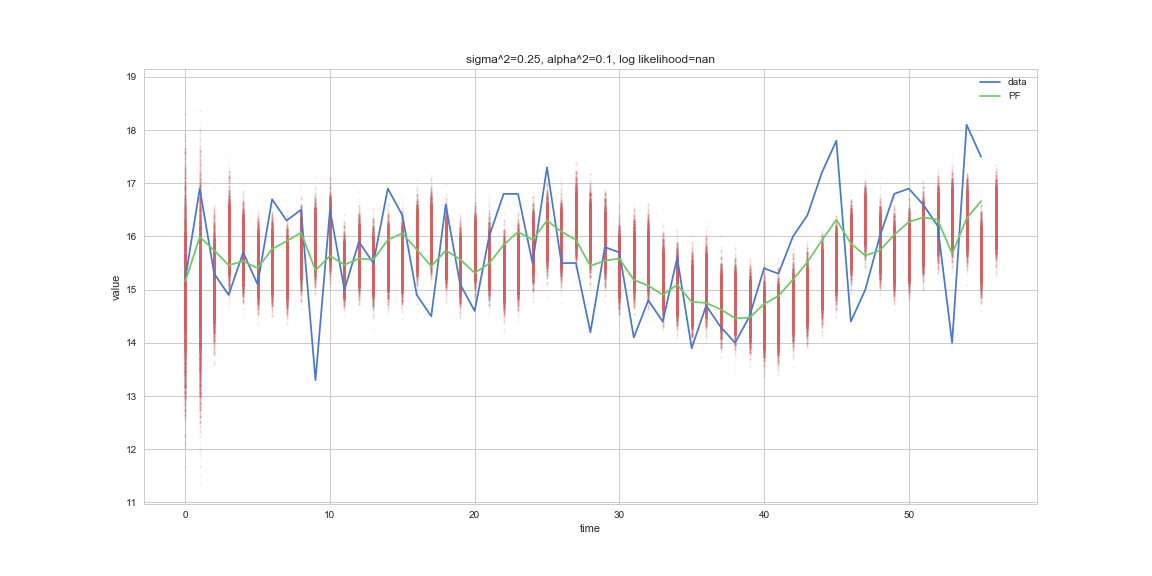 sigma^2=0.25, alpha^2=0.1, log likelihood=nan
data
PF
value
19
18
17
16
15
14
13
12
11
0 10 20 30 40 50
time